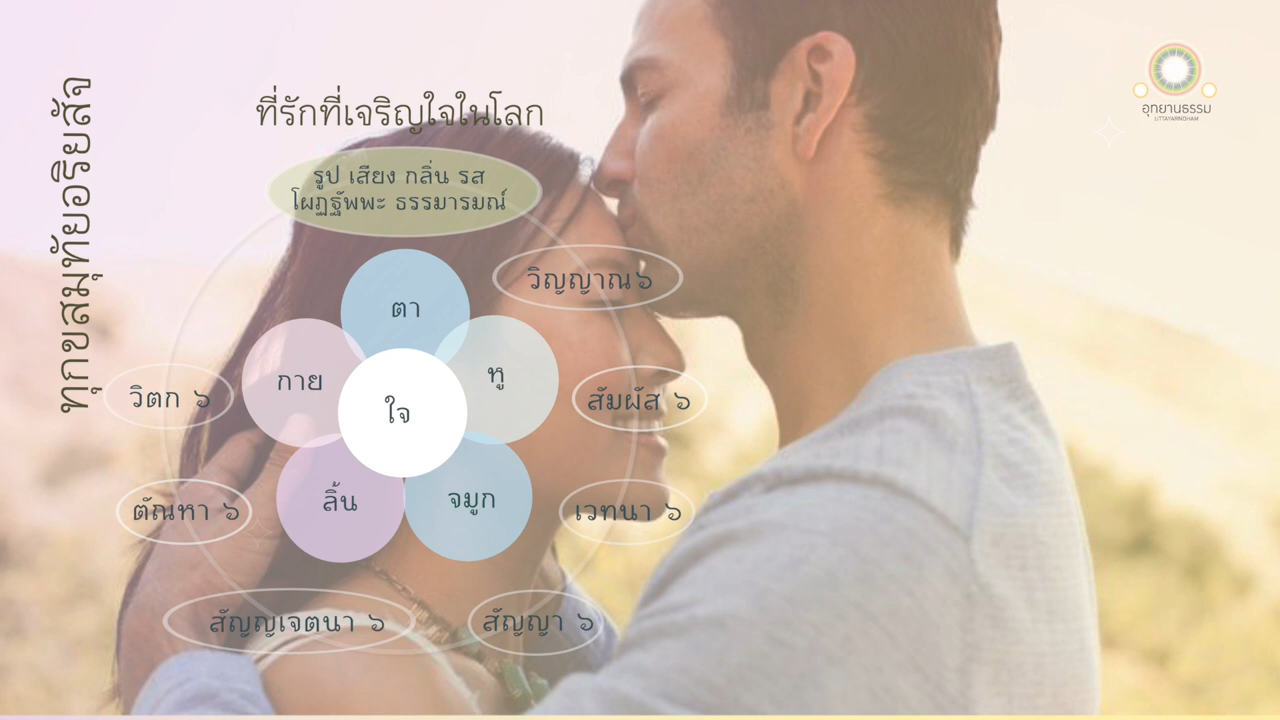 ทุกขสมุทัยอริยสัจ
ที่รักที่เจริญใจในโลก
รูป เสียง กลิ่น รส
โผฏฐัพพะ ธรรมารมณ์
ตา
หู
จมูก
ลิ้น
กาย
ใจ
วิญญาณ๖
สัมผัส ๖
เวทนา ๖
สัญญา ๖
สัญญเจตนา ๖
ตัณหา ๖
วิตก ๖
อุทยานธรรม
UTTAYARNDHAM